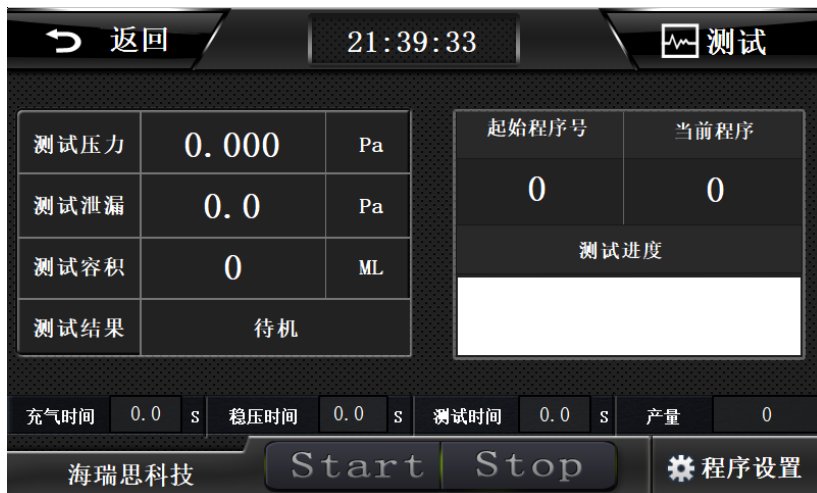 返回 21:39:33 测试
测试压力 0.000 Pa
测试泄漏 0.0 Pa
测试容积 0 ML
测试结果 待机
起始程序号 当前程序
0 0
测试进度
充气时间 0.0 S 稳压时间 0.0 S 测试时间 0.0 S 产量 0
海瑞思科技 Start Stop 程序设置